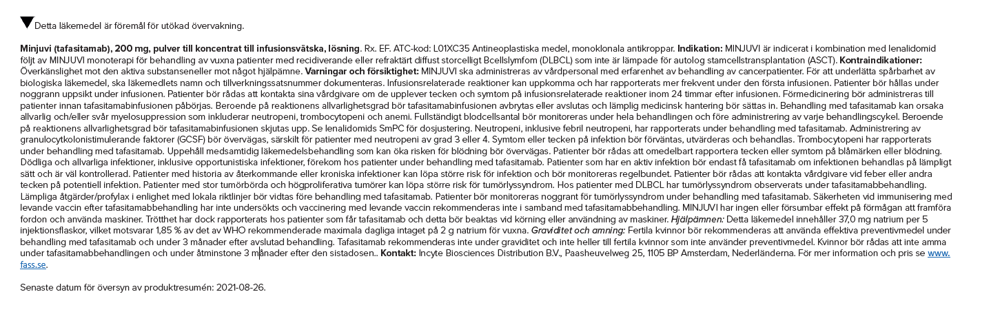 Detta läkemedel är föremål för utökad övervakning.
Minjuvi (tafasitamab), 200 mg, pulver till koncentrat till infusionsvätska, lösning. Rx. EF. ATC-kod: L01XC35 Antineoplastiska medel, monoklonala antikroppar. Indikation: MINJUVI är indicerat i kombination med lenalidomid
följt av MINJUVI monoterapi för behandling av vuxna patienter med recidiverande eller refraktärt diffust storcelligt Bcellslymfom (DLBCL) som inte är lämpade för autolog stamcellstransplantation (ASCT). Kontraindikationer:
Överkänslighet mot den aktiva substanseneller mot något hjälpämne. Varningar och försiktighet: MINJUVI ska administreras av vårdpersonal med erfarenhet av behandling av cancerpatienter. För att underlätta spårbarhet av
biologiska läkemedel, ska läkemedlets namn och tillverkningssatsnummer dokumenteras. Infusionsrelaterade reaktioner kan uppkomma och har rapporterats mer frekvent under den första infusionen. Patienter bör hållas under
noggrann uppsikt under infusionen. Patienter bör rådas att kontakta sina vårdgivare om de upplever tecken och symtom på infusionsrelaterade reaktioner inom 24 timmar efter infusionen. Förmedicinering bör administreras till
patienter innan tafasitamabinfusionen påbörjas. Beroende på reaktionens allvarlighetsgrad bör tafasitamabinfusionen avbrytas eller avslutas och lämplig medicinsk hantering bör sättas in. Behandling med tafasitamab kan orsaka
allvarlig och/eller svår myelosuppression som inkluderar neutropeni, trombocytopeni och anemi. Fullständigt blodcellsantal bör monitoreras under hela behandlingen och före administrering av varje behandlingscykel. Beroende
på reaktionens allvarlighetsgrad bör tafasitamabinfusionen skjutas upp. Se lenalidomids SmPC för dosjustering. Neutropeni, inklusive febril neutropeni, har rapporterats under behandling med tafasitamab. Administrering av
granulocytkolonistimulerande faktorer (GCSF) bör övervägas, särskilt för patienter med neutropeni av grad 3 eller 4. Symtom eller tecken på infektion bör förväntas, utvärderas och behandlas. Trombocytopeni har rapporterats
under behandling med tafasitamab. Uppehåll medsamtidig läkemedelsbehandling som kan öka risken för blödning bör övervägas. Patienter bör rådas att omedelbart rapportera tecken eller symtom på blåmärken eller blödning.
Dödliga och allvarliga infektioner, inklusive opportunistiska infektioner, förekom hos patienter under behandling med tafasitamab. Patienter som har en aktiv infektion bör endast få tafasitamab om infektionen behandlas på lämpligt
sätt och är väl kontrollerad. Patienter med historia av återkommande eller kroniska infektioner kan löpa större risk för infektion och bör monitoreras regelbundet. Patienter bör rådas att kontakta vårdgivare vid feber eller andra
tecken på potentiell infektion. Patienter med stor tumörbörda och högproliferativa tumörer kan löpa större risk för tumörlyssyndrom. Hos patienter med DLBCL har tumörlyssyndrom observerats under tafasitamabbehandling.
Lämpliga åtgärder/profylax i enlighet med lokala riktlinjer bör vidtas före behandling med tafasitamab. Patienter bör monitoreras noggrant för tumörlyssyndrom under behandling med tafasitamab. Säkerheten vid immunisering med
levande vaccin efter tafasitamabbehandling har inte undersökts och vaccinering med levande vaccin rekommenderas inte i samband med tafasitamabbehandling. MINJUVI har ingen eller försumbar effekt på förmågan att framföra
fordon och använda maskiner. Trötthet har dock rapporterats hos patienter som får tafasitamab och detta bör beaktas vid körning eller användning av maskiner. Hjälpämnen: Detta läkemedel innehåller 37,0 mg natrium per 5
injektionsflaskor, vilket motsvarar 1,85 % av det av WHO rekommenderade maximala dagliga intaget på 2 g natrium för vuxna. Graviditet och amning: Fertila kvinnor bör rekommenderas att använda effektiva preventivmedel under
behandling med tafasitamab och under 3 månader efter avslutad behandling. Tafasitamab rekommenderas inte under graviditet och inte heller till fertila kvinnor som inte använder preventivmedel. Kvinnor bör rådas att inte amma
under tafasitamabbehandlingen och under åtminstone 3 månader efter den sistadosen.. Kontakt: Incyte Biosciences Distribution B.V., Paasheuvelweg 25, 1105 BP Amsterdam, Nederländerna. För mer information och pris se www.
fass.se.
Senaste datum för översyn av produktresumén: 2021-08-26.